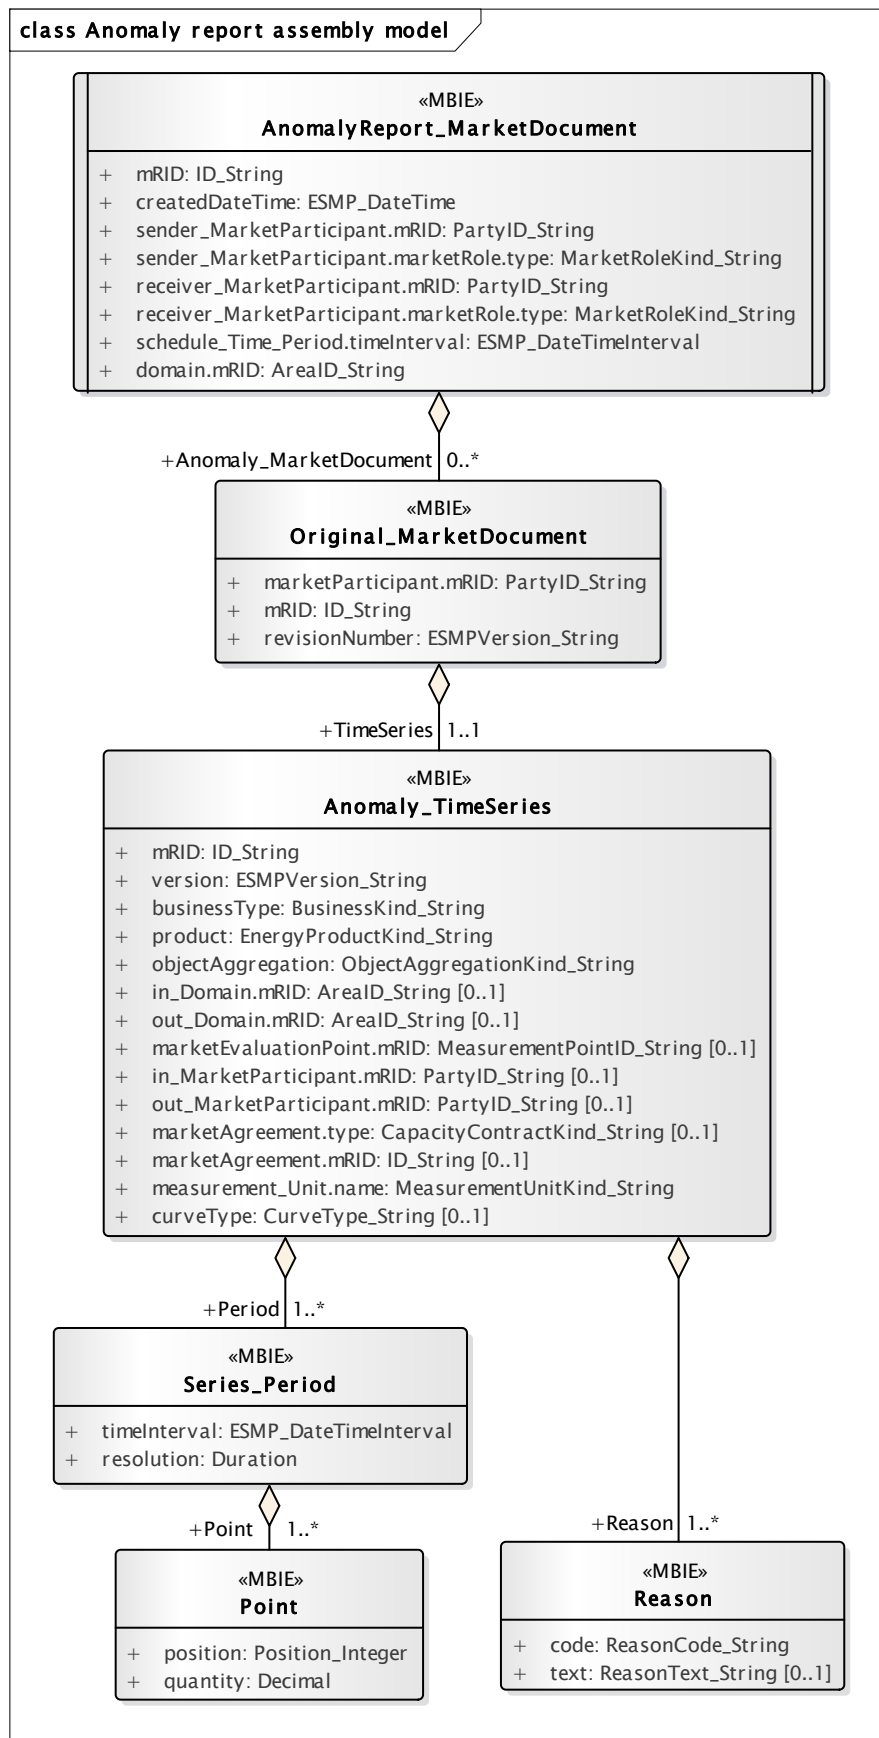 class Anomaly report assembly model
«MBIE»
AnomalyReport_MarketDocument
+ mRID: ID_String
+ createdDateTime: ESMP_DateTime
+ sender_MarketParticipant.mRID: PartyID_String
+ sender_MarketParticipant.marketRole.type: MarketRoleKind_String
+ receiver_MarketParticipant.mRID: PartyID_String
+ receiver_MarketParticipant.marketRole.type: MarketRoleKind_String
+ schedule_Time_Period.timeInterval: ESMP_DateTimeInterval
+ domain.mRID: AreaID_String
+Anomaly_MarketDocument 0..*
«MBIE»
Original_MarketDocument
+ marketParticipant.mRID: PartyID_String
+ mRID: ID_String
+ revisionNumber: ESMPVersion_String
+TimeSeries 1..1
«MBIE»
Anomaly_TimeSeries
+ mRID: ID_String
+ version: ESMPVersion_String
+ businessType: BusinessKind_String
+ product: EnergyProductKind_String
+ objectAggregation: ObjectAggregationKind_String
+ in_Domain.mRID: AreaID_String [0..1]
+ out_Domain.mRID: AreaID_String [0..1]
+ marketEvaluationPoint.mRID: MeasurementPointID_String [0..1]
+ in_MarketParticipant.mRID: PartyID_String [0..1]
+ out_MarketParticipant.mRID: PartyID_String [0..1]
+ marketAgreement.type: CapacityContractKind_String [0..1]
+ marketAgreement.mRID: ID_String [0..1]
+ measurement_Unit.name: MeasurementUnitKind_String
+ curveType: CurveType_String [0..1]
+Period 1..*
«MBIE»
Series_Period
+ timeInterval: ESMP_DateTimeInterval
+ resolution: Duration
+Point 1..*
«MBIE»
Point
+ position: Position_Integer
+ quantity: Decimal
+Reason 1..*
«MBIE»
Reason
+ code: ReasonCode_String
+ text: ReasonText_String [0..1]